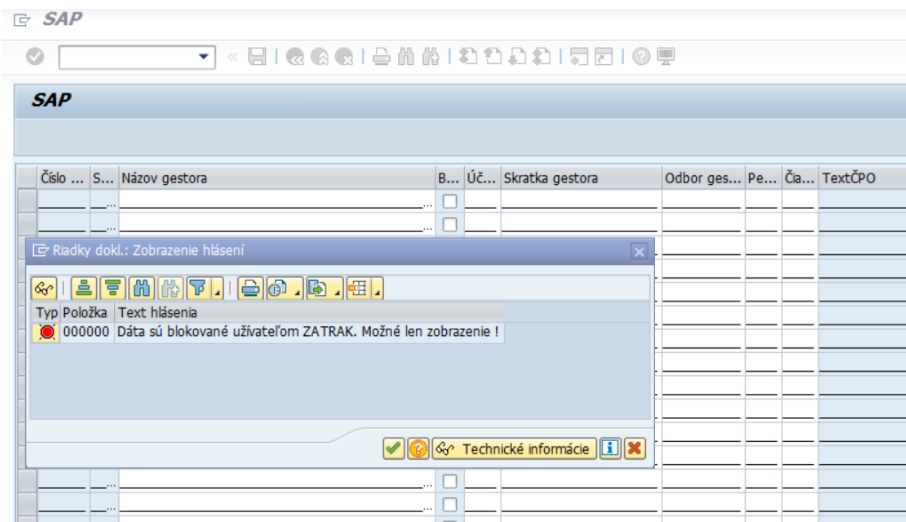 SAP
SAP
Číslo ... S... Názov gestora B... Úč... Skratka gestora Odbor ges... Pe... Čia... TextČPO
...
...
...
...
Riadky dokl.: Zobrazenie hlásení
Typ Položka Text hlásenia
000000 Dáta sú blokované užívateľom ZATRAK. Možné len zobrazenie !
Technické informácie
...
...
...
...